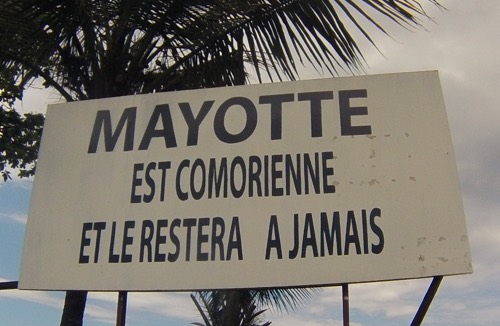 MAYOTTE
EST COMORIENNE
ET LE RESTERA A JAMAIS